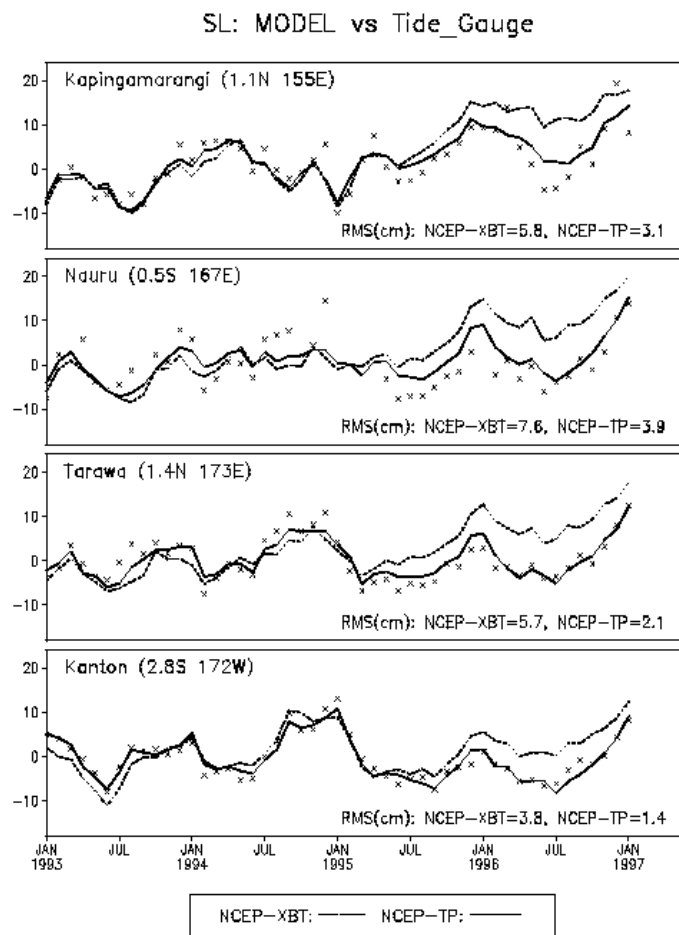 SL: MODEL vs Tide_Gauge
Kapingamarangi (1.1N 155E)
20
10
0
-10
RMS(cm): NCEP-XBT=5.8, NCEP-TP=3.1
Nauru (0.5S 167E)
20
10
0
-10
RMS(cm): NCEP-XBT=7.6, NCEP-TP=3.9
Tarawa (1.4N 173E)
20
10
0
-10
RMS(cm): NCEP-XBT=5.7, NCEP-TP=2.1
Kanton (2.8S 172W)
20
10
0
-10
RMS(cm): NCEP-XBT=3.8, NCEP-TP=1.4
JAN JUL JAN JUL JAN JUL JAN JUL JAN
1993 1994 1995 1996 1997
NCEP-XBT: NCEP-TP: